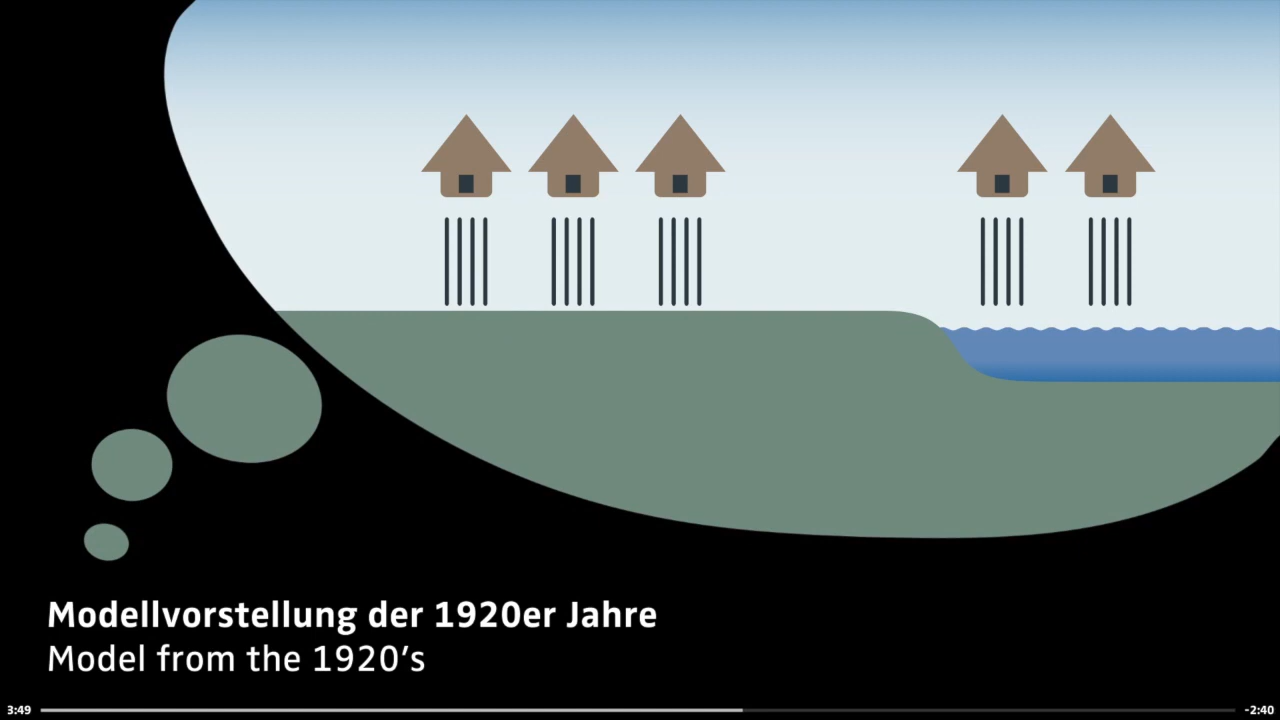 Modellvorstellung der 1920er Jahre
Model from the 1920’s
3:49
-2:40